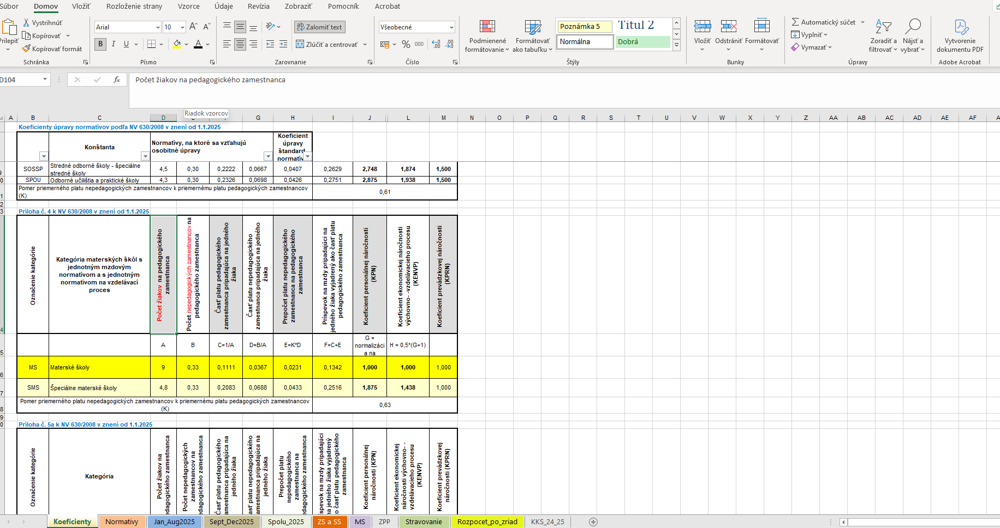 Súbor Domov Vložiť Rozloženie strany Vzorce Údaje Revízia Zobraziť Pomocník Acrobat
Prilepiť
Vystrihnúť
Kopírovať
Kopírovať formát
Schránka
Arial 10
B I U
Písmo
Zalomiť text
Zlúčiť a centrovať
Zarovnanie
Všeobecné
% 000
Číslo
Podmienené formátovanie
Formátovať ako tabuľku
Poznámka 5 Titul 2
Normálna Dobrá
Štýly
Vložiť Odstrániť Formátovať
Bunky
Automatický súčet
Vyplniť
Vymazať
Zoradiť a filtrovať
Nájsť a vybrať
Úpravy
Vytvorenie dokumentu PDF
Adobe Acrobat
D104 fx Počet žiakov na pedagogického zamestnanca
Riadok vzorcov
A B C D G H I J L M N O P Q R S T U V W X Y Z AA AB AC AD AE AF
Koeficienty úpravy normatívov podľa NV 630/2008 v znení od 1.1.2025
Konštanta
Normatívy, na ktoré sa vzťahujú
osobitné úpravy
Koeficient
úpravy
štandard
normatív
SOSSP Stredné odborné školy - špeciálne stredné školy 4,5 0,30 0,2222 0,0667 0,0407 0,2629 2,748 1,874 1,500
SPOU Odborné učilištia a praktické školy 4,3 0,30 0,2326 0,0698 0,0426 0,2751 2,875 1,938 1,500
Pomer priemerného platu nepedagogických zamestnancov k priemernému platu pedagogických zamestnancov
(K)
0,61
Príloha č. 4 k NV 630/2008 v znení od 1.1.2025
Označenie kategórie
Kategória materských škôl s
jednotným mzdovým
normatívom a s jednotným
normatívom na vzdelávací
proces
Počet žiakov na pedagogického
zamestnanca
Počet nepedagogických zamestnancov na
pedagogického zamestnanca
Časť platu pedagogického
zamestnanca pripadajúca na jedného
žiaka
Časť platu nepedagogického
zamestnanca pripadajúca na jedného
žiaka
Prepočet platu nepedagogického
zamestnanca na pedagogického
zamestnanca
Príspevok na mzdy pripadajúci na
jedného žiaka vyjadrený ako časť platu
pedagogického zamestnanca
Koeficient personálnej náročnosti
(KPN)
Koeficient ekonomickej náročnosti
výchovno- -vzdelávacieho procesu
(KENVP)
Koeficient prevádzkovej náročnosti
(KPRN)
A B C=1/A D=B/A E=K*D F=C+E
G =
normalizáci
a na
H = 0,5*(G+1)
MS Materské školy 9 0,33 0,1111 0,0367 0,0231 0,1342 1,000 1,000 1,000
SMS Špeciálne materské školy 4,8 0,33 0,2083 0,0688 0,0433 0,2516 1,875 1,438 1,000
Pomer priemerného platu nepedagogických zamestnancov k priemernému platu pedagogických zamestnancov
(K)
0,63
Príloha č. 5a k NV 630/2008 v znení od 1.1.2025
Označenie kategórie
Kategória
Počet žiakov na
edagogického zamestnanca
Počet nepedagogických
zamestnancov na
edagogického zamestnanca
Časť platu pedagogického
amestnanca pripadajúca na
jedného žiaka
asť platu nepedagogického
amestnanca pripadajúca na
jedného žiaka
Prepočet platu
nepedagogického
zamestnanca na
edagogického zamestnanca
íspevok na mzdy pripadajúci
na jedného žiaka vyjadrený
o časť platu pedagogického
zamestnanca
Koeficient personálnej
náročnosti (KPN)
Koeficient ekonomickej
náročnosti výchovno- -
vzdelávacieho procesu
(KENVP)
Koeficient prevádzkovej
náročnosti (KPRN)
Koeficienty Normativy Jan_Aug2025 Sept_Dec2025 Spolu_2025 ZS a SS MS ZPP Stravovanie Rozpocet_po_zriad KKS_24_25